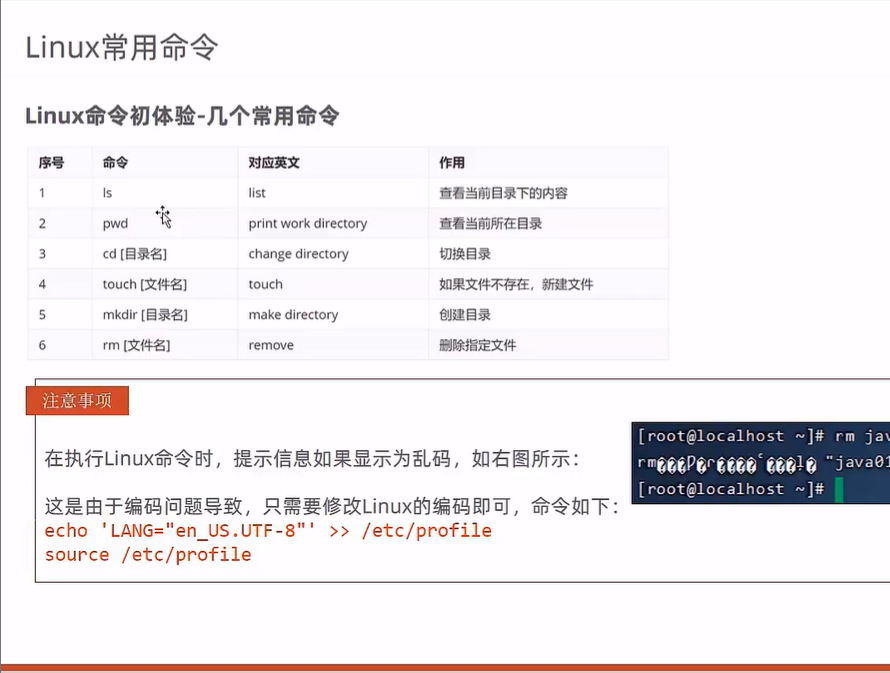 Linux常用命令
Linux命令初体验-几个常用命令
序号 命令 对应英文 作用
1 ls list 查看当前目录下的内容
2 pwd print work directory 查看当前所在目录
3 cd [目录名] change directory 切换目录
4 touch [文件名] touch 如果文件不存在，新建文件
5 mkdir [目录名] make directory 创建目录
6 rm [文件名] remove 删除指定文件
注意事项
在执行Linux命令时，提示信息如果显示为乱码，如右图所示：
这是由于编码问题导致，只需要修改Linux的编码即可，命令如下：
echo 'LANG="en_US.UTF-8"' >> /etc/profile
source /etc/profile
[root@localhost ~]# rm jav
"java01
[root@localhost ~]#